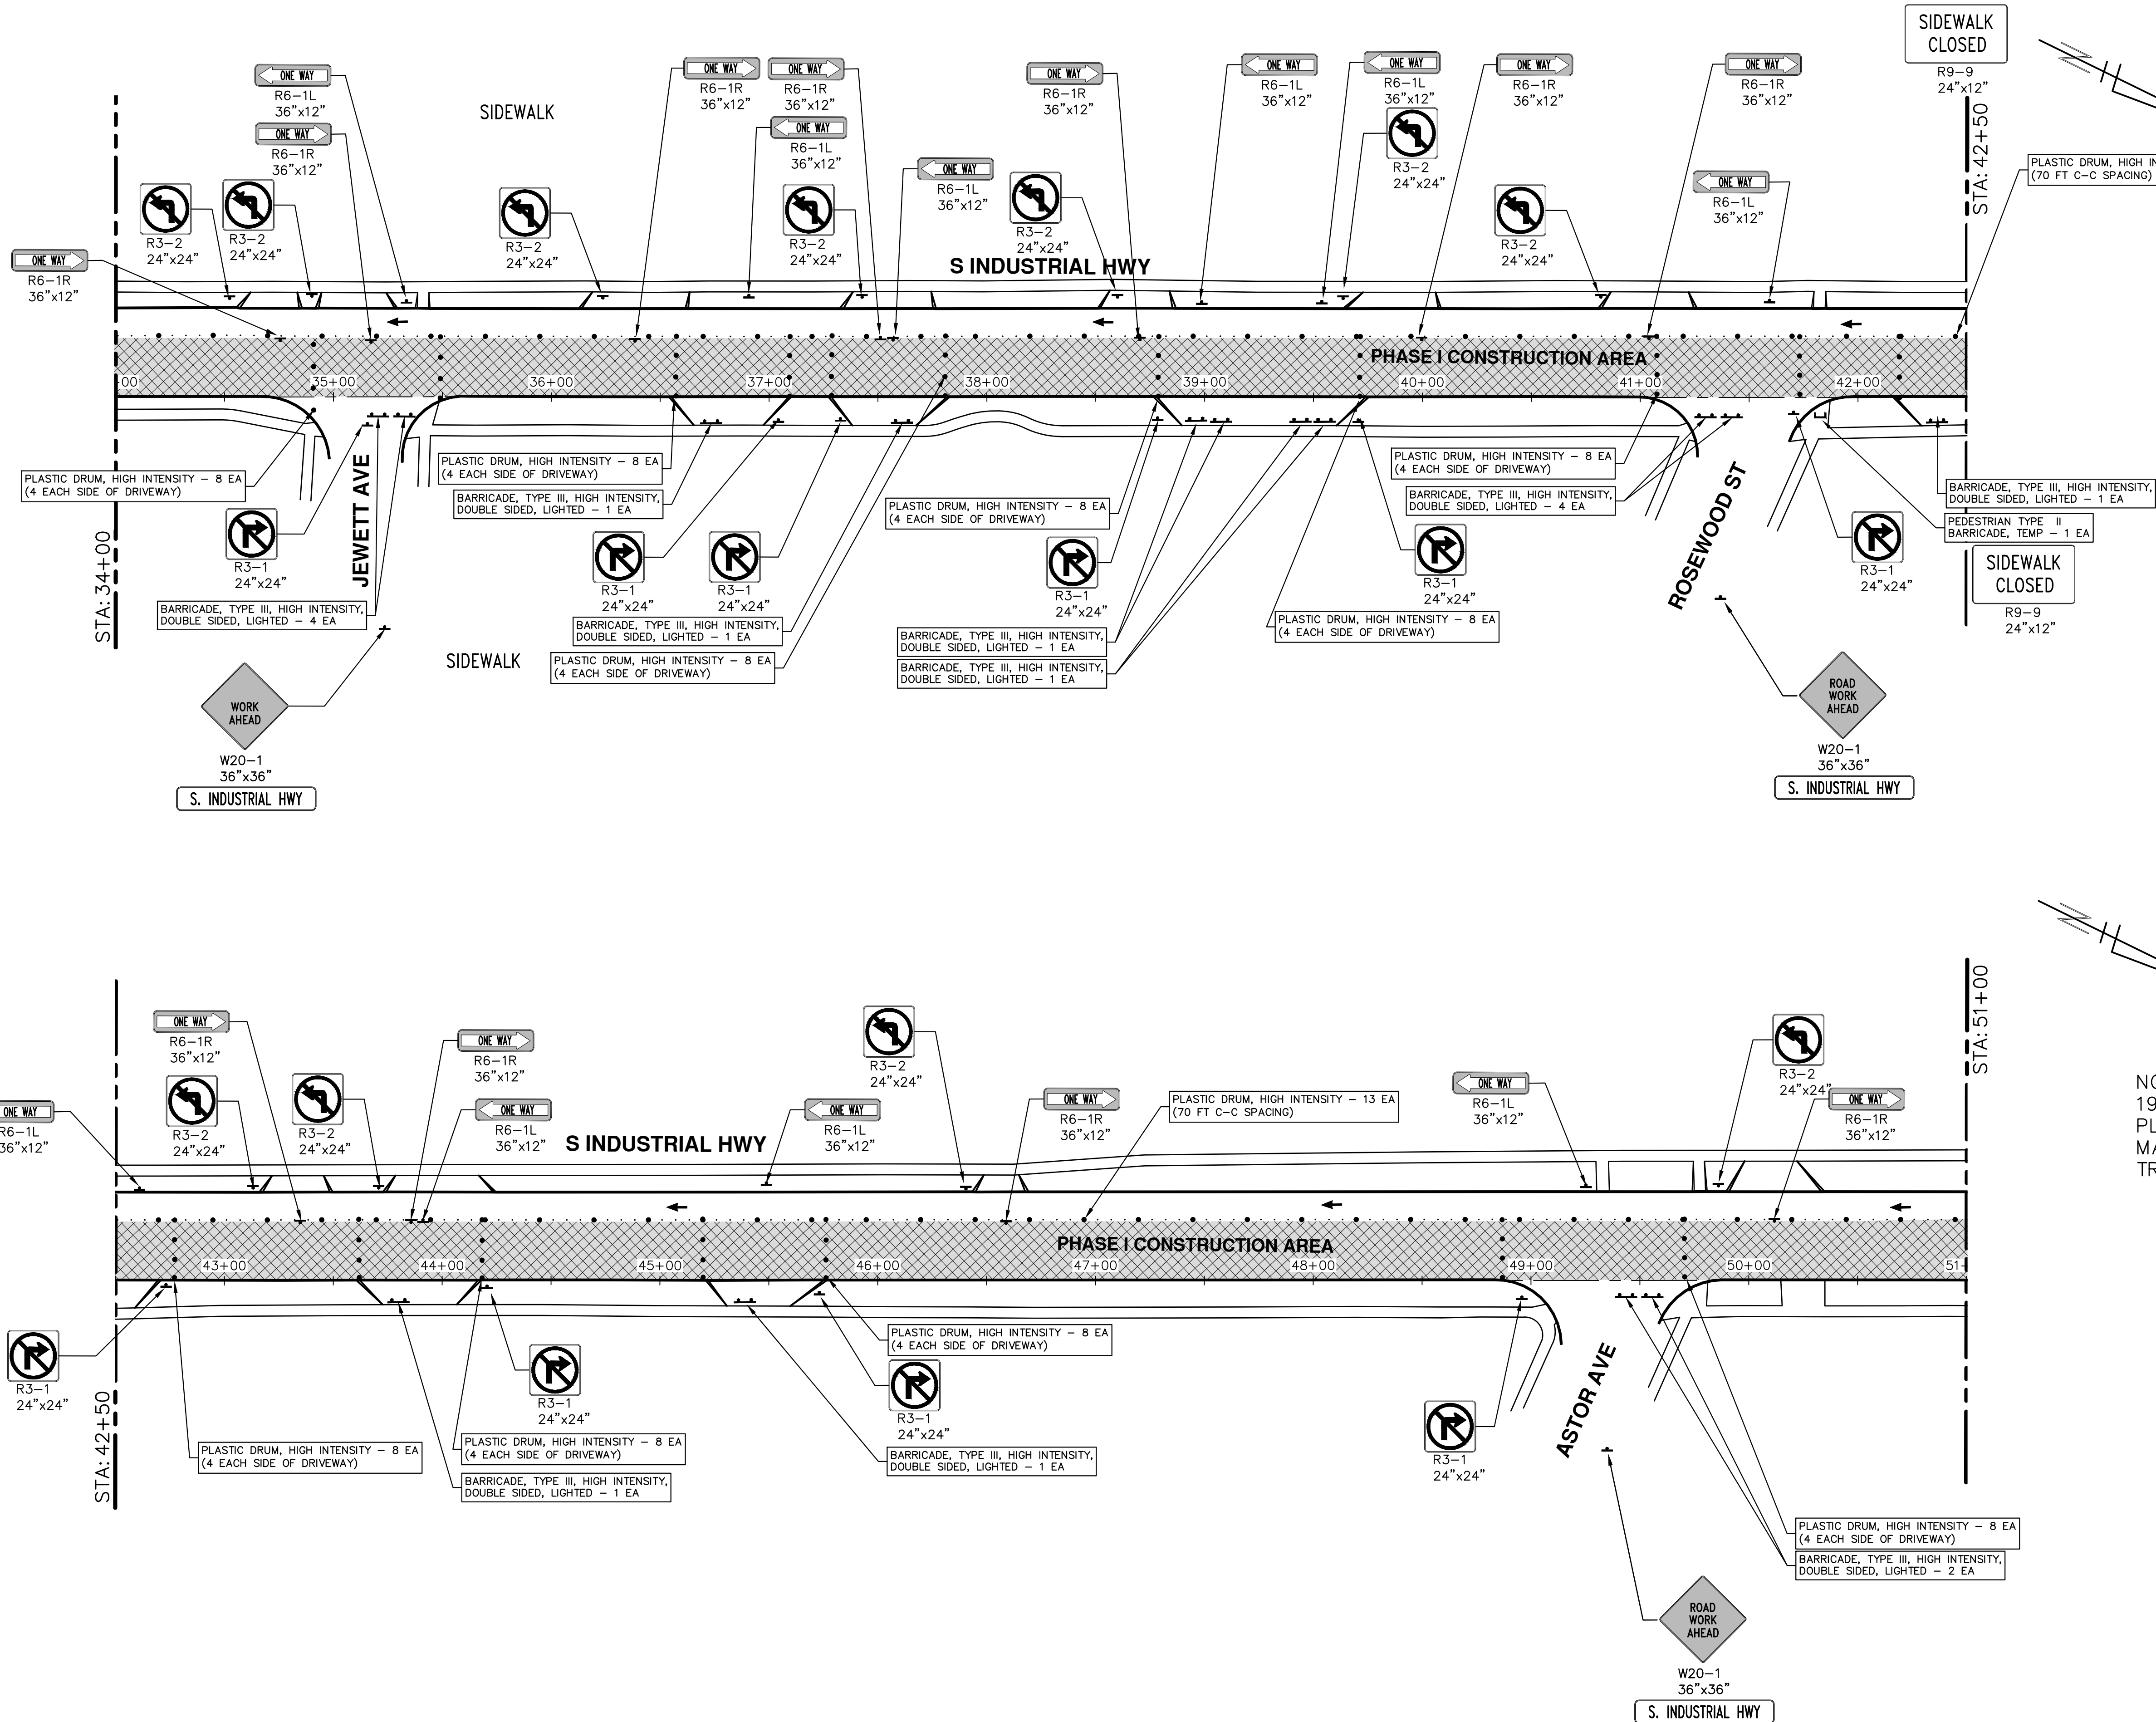 SIDEWALK
CLOSED
R9-9
24"x12"
STA: 42+50
ONE WAY
R6-1L
36"x12"
ONE WAY
R6-1R
36"x12"
SIDEWALK
ONE WAY
R6-1R
36"x12"
ONE WAY
R6-1R
36"x12"
ONE WAY
R6-1L
36"x12"
ONE WAY
R6-1L
36"x12"
ONE WAY
R6-1R
36"x12"
ONE WAY
R6-1L
36"x12"
ONE WAY
R6-1L
36"x12"
R3-2
24"x24"
ONE WAY
R6-1R
36"x12"
ONE WAY
R6-1R
36"x12"
ONE WAY
R6-1L
36"x12"
PLASTIC DRUM, HIGH IN
(70 FT C-C SPACING)
ONE WAY
R6-1R
36"x12"
R3-2
24"x24"
R3-2
24"x24"
R3-2
24"x24"
R3-2
24"x24"
R3-2
24"x24"
R3-2
24"x24"
S INDUSTRIAL HWY
PHASE I CONSTRUCTION AREA
+00
35+00
36+00
37+00
38+00
39+00
40+00
41+00
42+00
PLASTIC DRUM, HIGH INTENSITY - 8 EA
(4 EACH SIDE OF DRIVEWAY)
STA: 34+00
R3-1
24"x24"
JEWETT AVE
BARRICADE, TYPE III, HIGH INTENSITY,
DOUBLE SIDED, LIGHTED - 4 EA
WORK
AHEAD
W20-1
36"x36"
S. INDUSTRIAL HWY
PLASTIC DRUM, HIGH INTENSITY - 8 EA
(4 EACH SIDE OF DRIVEWAY)
BARRICADE, TYPE III, HIGH INTENSITY,
DOUBLE SIDED, LIGHTED - 1 EA
R3-1
24"x24"
R3-1
24"x24"
BARRICADE, TYPE III, HIGH INTENSITY,
DOUBLE SIDED, LIGHTED - 1 EA
SIDEWALK
PLASTIC DRUM, HIGH INTENSITY - 8 EA
(4 EACH SIDE OF DRIVEWAY)
PLASTIC DRUM, HIGH INTENSITY - 8 EA
(4 EACH SIDE OF DRIVEWAY)
R3-1
24"x24"
BARRICADE, TYPE III, HIGH INTENSITY,
DOUBLE SIDED, LIGHTED - 1 EA
BARRICADE, TYPE III, HIGH INTENSITY,
DOUBLE SIDED, LIGHTED - 1 EA
PLASTIC DRUM, HIGH INTENSITY - 8 EA
(4 EACH SIDE OF DRIVEWAY)
BARRICADE, TYPE III, HIGH INTENSITY,
DOUBLE SIDED, LIGHTED - 4 EA
R3-1
24"x24"
PLASTIC DRUM, HIGH INTENSITY - 8 EA
(4 EACH SIDE OF DRIVEWAY)
ROSEWOOD ST
BARRICADE, TYPE III, HIGH INTENSITY,
DOUBLE SIDED, LIGHTED - 1 EA
PEDESTRIAN TYPE II
BARRICADE, TEMP - 1 EA
R3-1
24"x24"
SIDEWALK
CLOSED
R9-9
24"x12"
ROAD
WORK
AHEAD
W20-1
36"x36"
S. INDUSTRIAL HWY
STA: 51+00
ONE WAY
R6-1R
36"x12"
ONE WAY
R6-1R
36"x12"
R3-2
24"x24"
R3-2
24"x24"
ONE WAY
R6-1L
36"x12"
R3-2
24"x24"
R3-2
24"x24"
ONE WAY
R6-1L
36"x12"
S INDUSTRIAL HWY
ONE WAY
R6-1L
36"x12"
ONE WAY
R6-1R
36"x12"
PLASTIC DRUM, HIGH INTENSITY - 13 EA
(70 FT C-C SPACING)
ONE WAY
R6-1L
36"x12"
ONE WAY
R6-1R
36"x12"
NO
19
PL
MA
TR
PHASE I CONSTRUCTION AREA
43+00
44+00
45+00
46+00
47+00
48+00
49+00
50+00
51+
R3-1
24"x24"
STA: 42+50
PLASTIC DRUM, HIGH INTENSITY - 8 EA
(4 EACH SIDE OF DRIVEWAY)
R3-1
24"x24"
PLASTIC DRUM, HIGH INTENSITY - 8 EA
(4 EACH SIDE OF DRIVEWAY)
BARRICADE, TYPE III, HIGH INTENSITY,
DOUBLE SIDED, LIGHTED - 1 EA
PLASTIC DRUM, HIGH INTENSITY - 8 EA
(4 EACH SIDE OF DRIVEWAY)
R3-1
24"x24"
BARRICADE, TYPE III, HIGH INTENSITY,
DOUBLE SIDED, LIGHTED - 1 EA
R3-1
24"x24"
ASTOR AVE
PLASTIC DRUM, HIGH INTENSITY - 8 EA
(4 EACH SIDE OF DRIVEWAY)
BARRICADE, TYPE III, HIGH INTENSITY,
DOUBLE SIDED, LIGHTED - 2 EA
ROAD
WORK
AHEAD
W20-1
36"x36"
S. INDUSTRIAL HWY